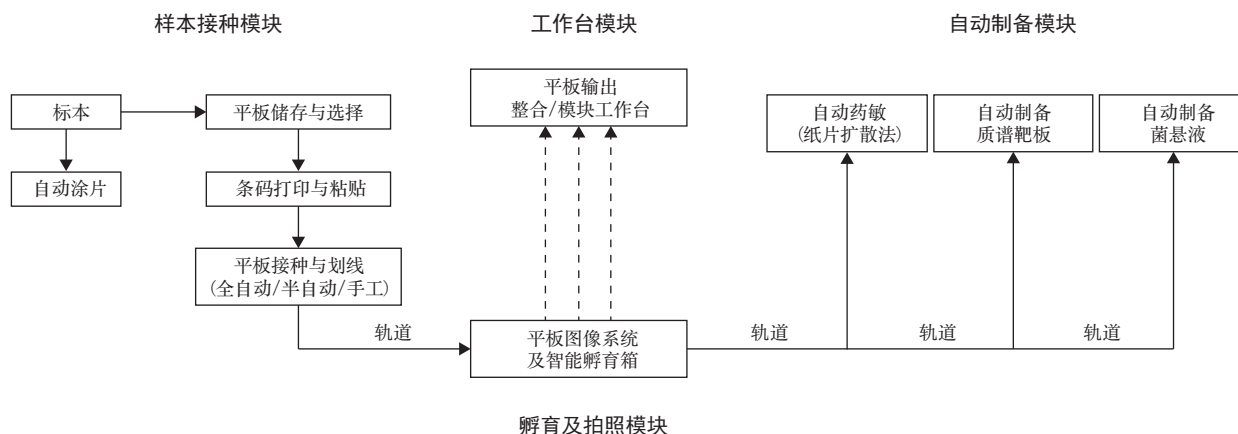 样本接种模块
工作台模块
自动制备模块
标本
平板储存与选择
平板输出
整合/模块工作台
自动药敏
(纸片扩散法)
自动制备
质谱靶板
自动制备
菌悬液
自动涂片
条码打印与粘贴
平板接种与划线
(全自动/半自动/手工)
轨道
平板图像系统
及智能孵育箱
轨道
轨道
轨道
孵育及拍照模块